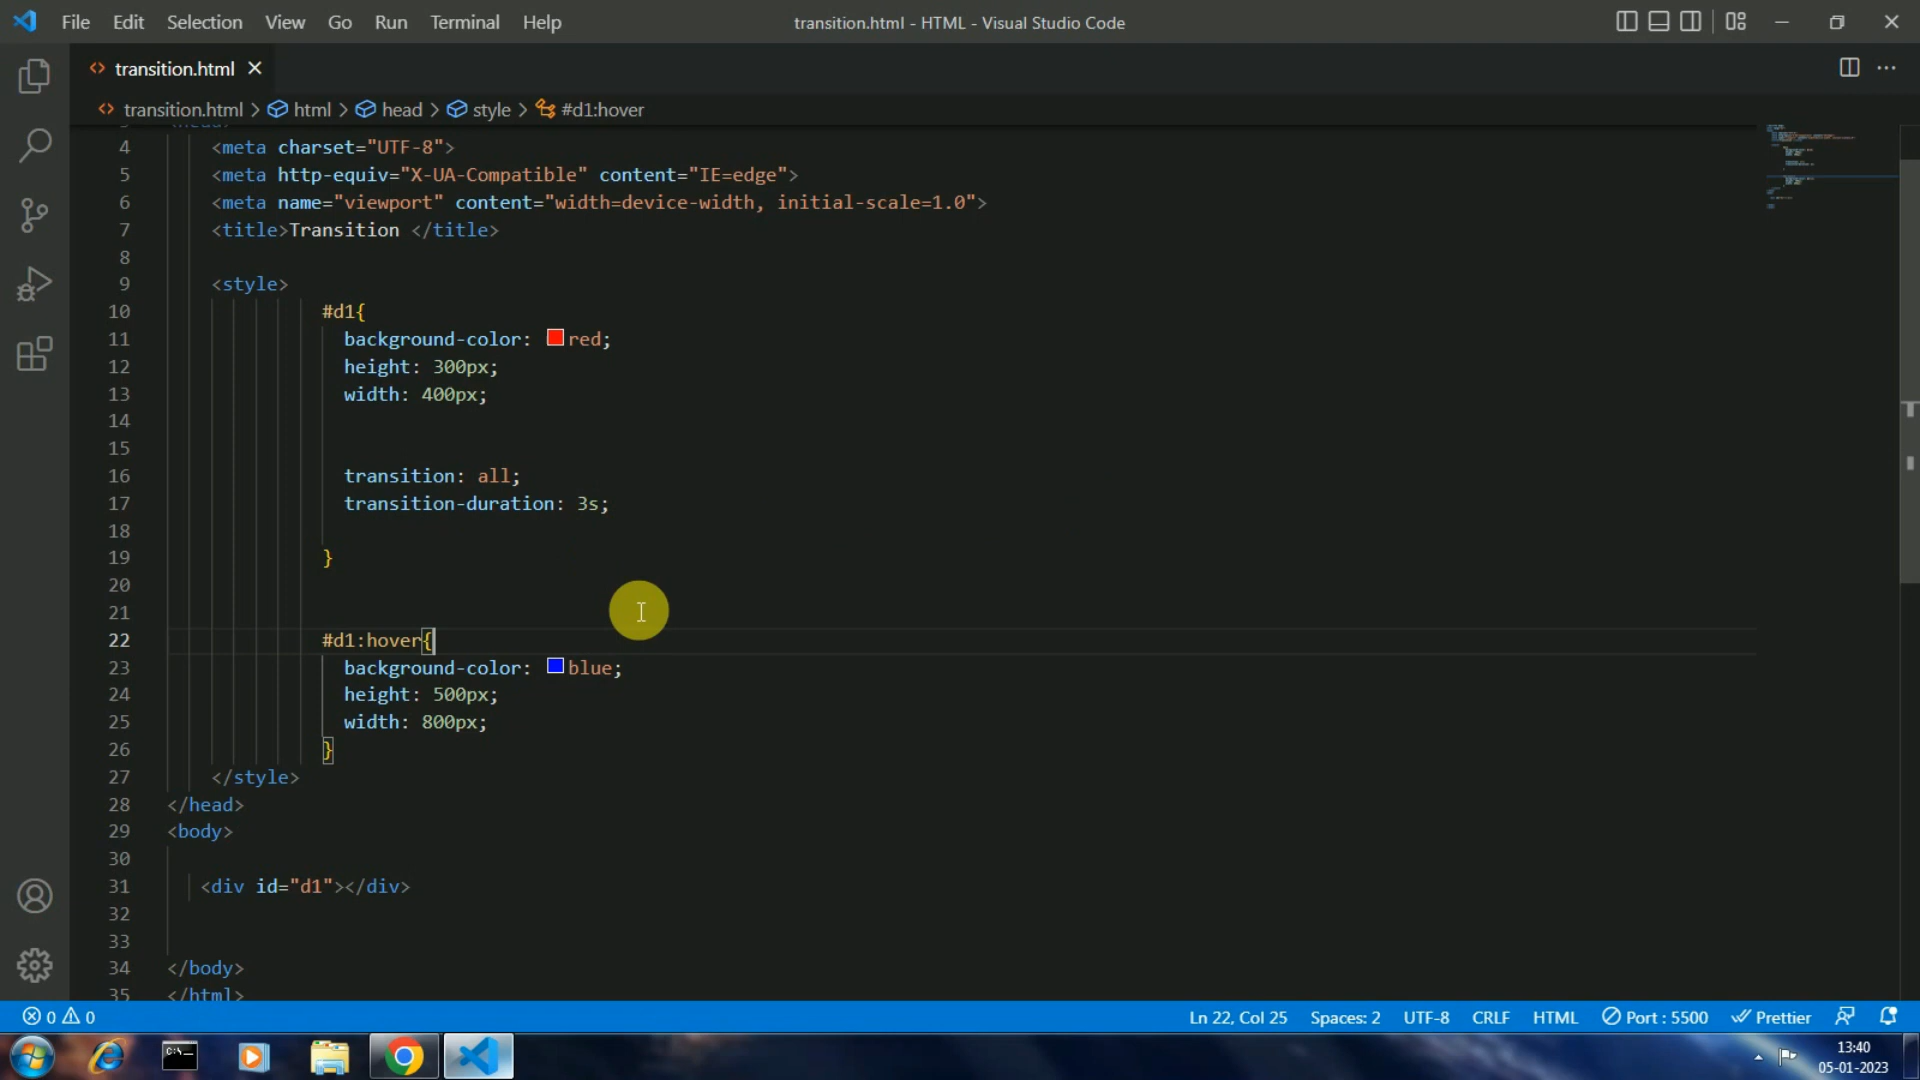 File Edit Selection View Go Run Terminal Help
transition.html - HTML - Visual Studio Code
transition.html
transition.html > html > head > style > #d1:hover
4 <meta charset="UTF-8">
5 <meta http-equiv="X-UA-Compatible" content="IE=edge">
6 <meta name="viewport" content="width=device-width, initial-scale=1.0">
7 <title>Transition </title>
8
9 <style>
10 #d1{
11 background-color: red;
12 height: 300px;
13 width: 400px;
14
15
16 transition: all;
17 transition-duration: 3s;
18
19 }
20
21
22 #d1:hover{
23 background-color: blue;
24 height: 500px;
25 width: 800px;
26 }
27 </style>
28 </head>
29 <body>
30
31 <div id="d1"></div>
32
33
34 </body>
35 </html>
0 0 Ln 22, Col 25 Spaces: 2 UTF-8 CRLF HTML Port : 5500 Prettier
13:40
05-01-2023